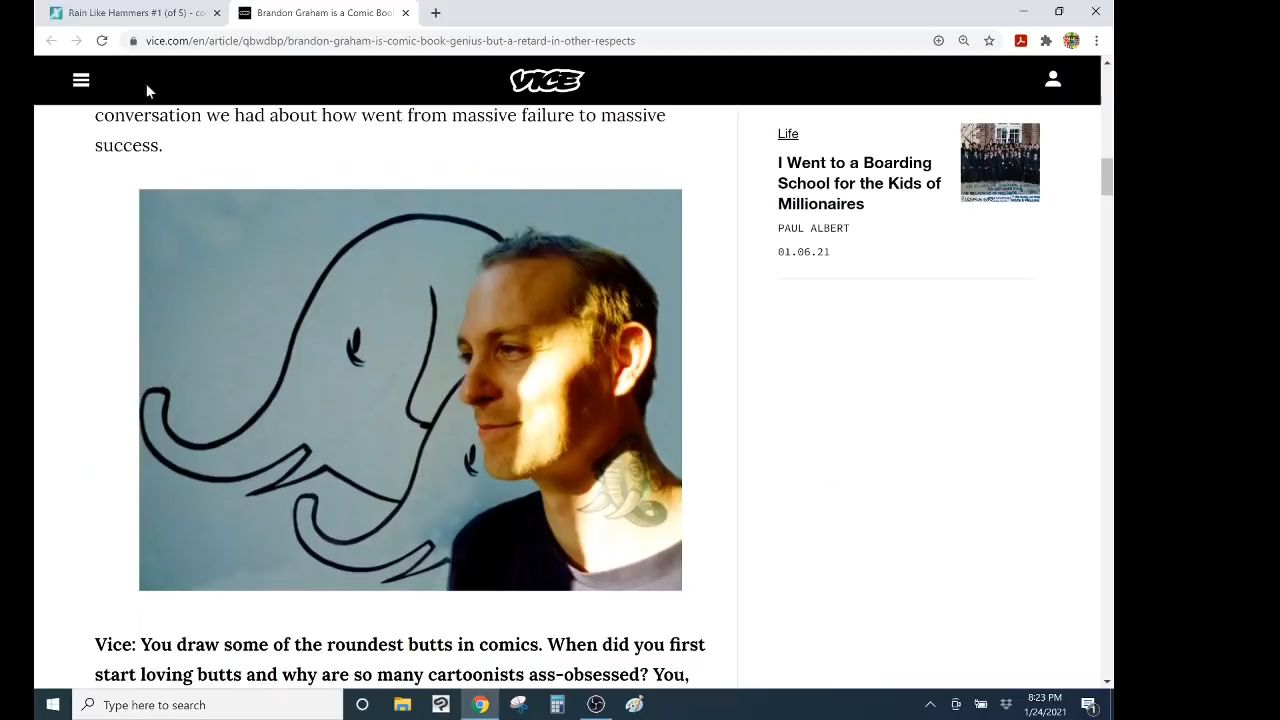 Rain Like Hammers #1 (of 5) - co
Brandon Graham is a Comic Boo
vice.com/en/article/qbwdbp/brandon-graham-is-comic-book-genius-but-a-retard-in-other-respects
VICE
conversation we had about how went from massive failure to massive
success.
Life
I Went to a Boarding
School for the Kids of
Millionaires
PAUL ALBERT
01.06.21
Vice: You draw some of the roundest butts in comics. When did you first
start loving butts and why are so many cartoonists ass-obsessed? You,
Type here to search
8:23 PM
1/24/2021
1